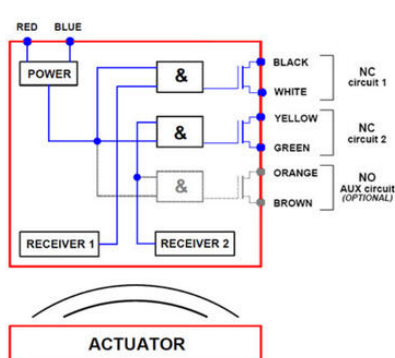 RED BLUE
POWER
&
BLACK
WHITE
NC
circuit 1
&
YELLOW
GREEN
NC
circuit 2
&
ORANGE
BROWN
NO
AUX circuit
(OPTIONAL)
RECEIVER 1
RECEIVER 2
ACTUATOR